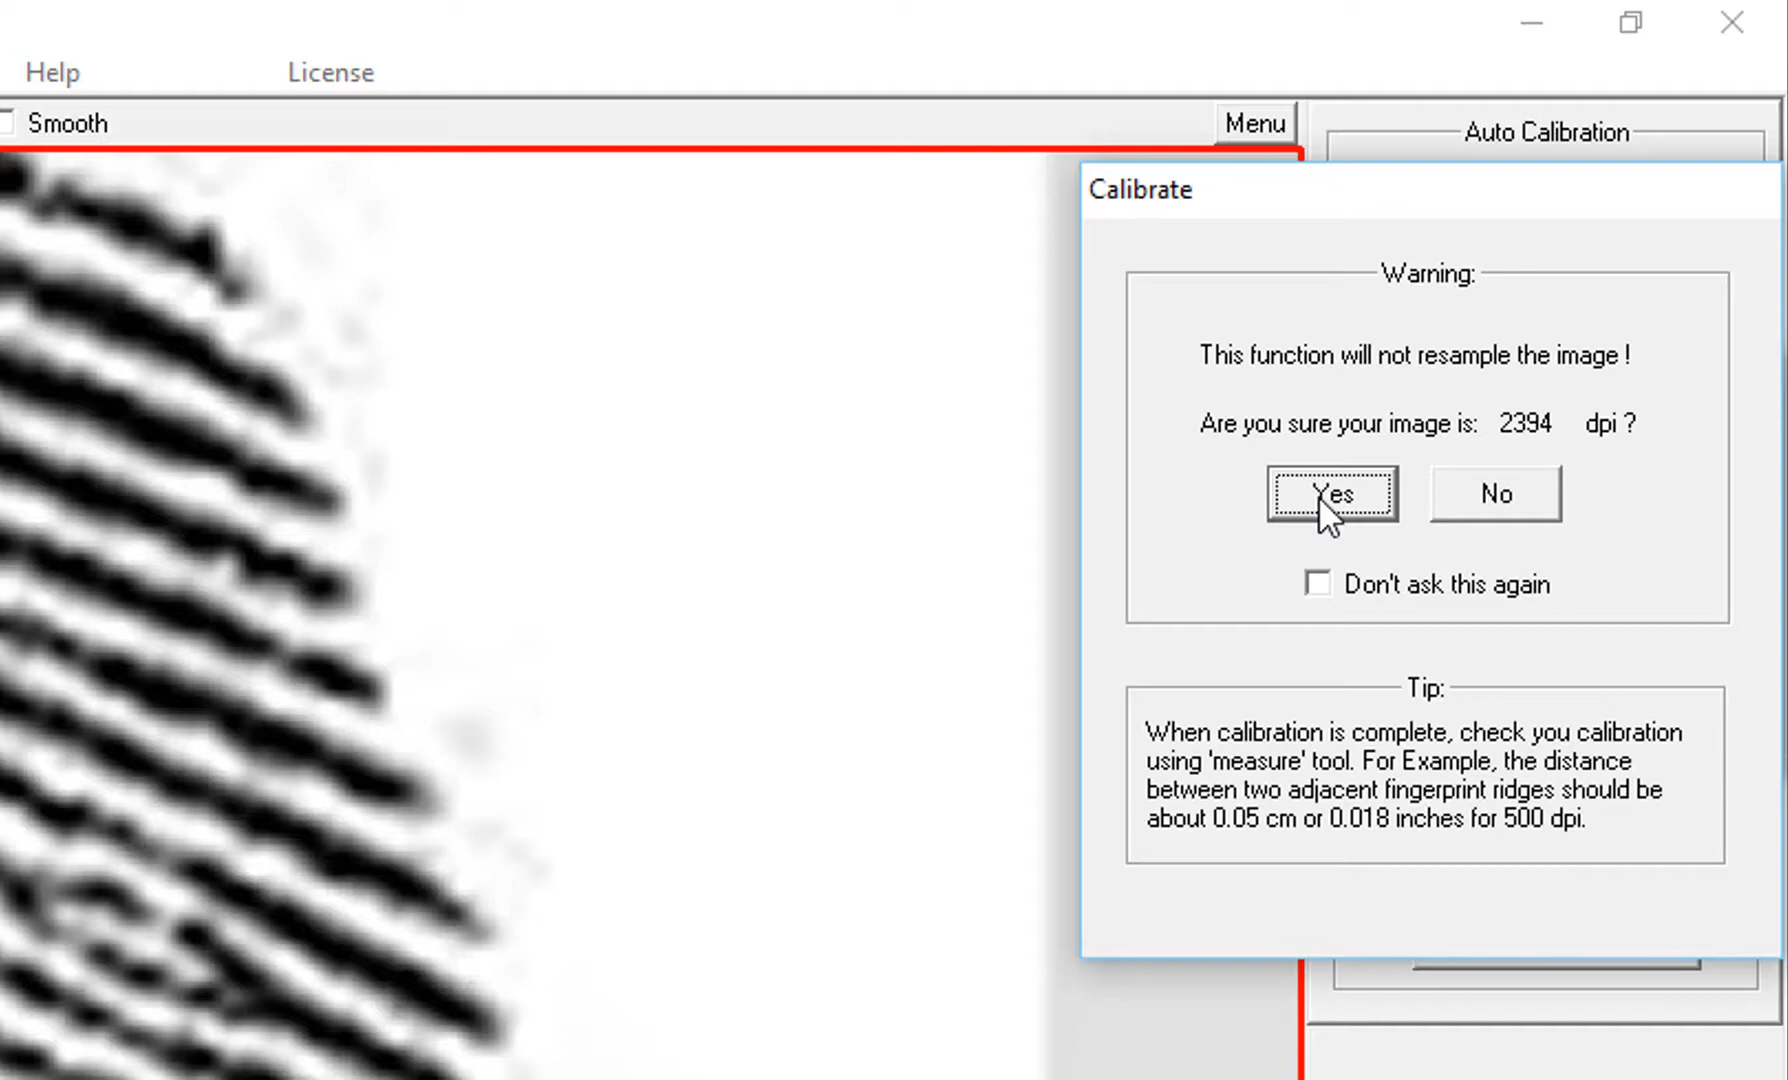 Help License
Smooth
Menu
Auto Calibration
Calibrate
Warning:
This function will not resample the image !
Are you sure your image is: 2394 dpi ?
Yes No
Don't ask this again
Tip:
When calibration is complete, check you calibration
using 'measure' tool. For Example, the distance
between two adjacent fingerprint ridges should be
about 0.05 cm or 0.018 inches for 500 dpi.